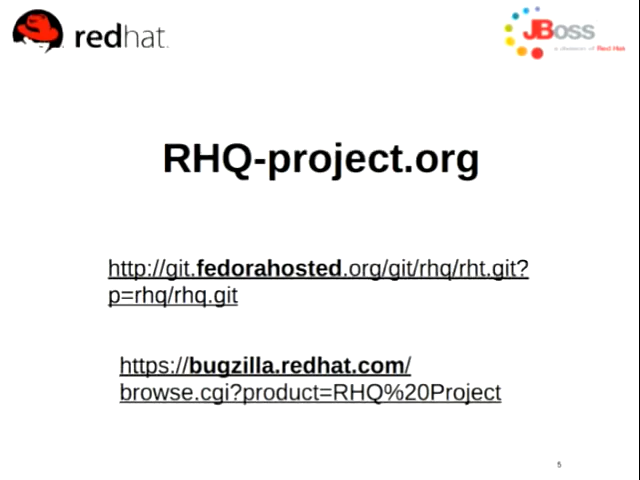 redhat.
JBoss
a division of Red Hat
RHQ-project.org
http://git.fedorahosted.org/git/rhq/rht.git?
p=rhq/rhq.git
https://bugzilla.redhat.com/
browse.cgi?product=RHQ%20Project
5